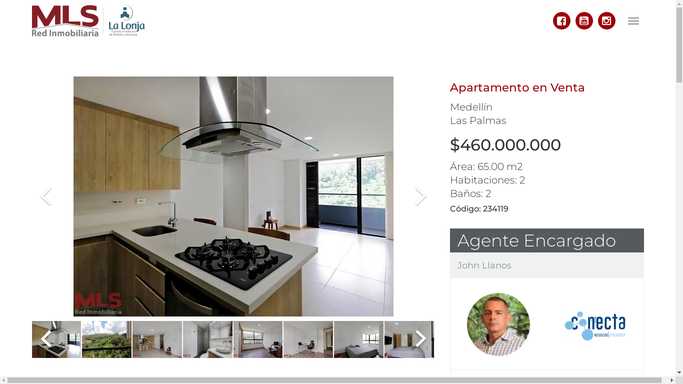 MLS
Red Inmobiliaria
La Lonja
Apartamento en Venta
Medellín
Las Palmas
$460.000.000
Área: 65.00 m2
Habitaciones: 2
Baños: 2
Código: 234119
Agente Encargado
John Llanos
MLS
Red Inmobiliaria
conecta